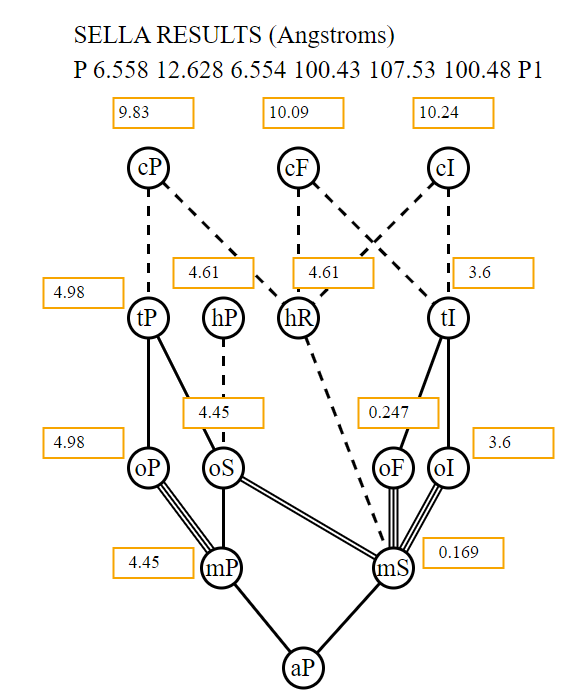 SELLA RESULTS (Angstroms)
P 6.558 12.628 6.554 100.43 107.53 100.48 P1
9.83 10.09 10.24
cP cF cI
4.61 4.61 3.6
4.98
tP hP hR tI
4.45 0.247
4.98 3.6
oP oS oF oI
4.45 0.169
mP mS
aP